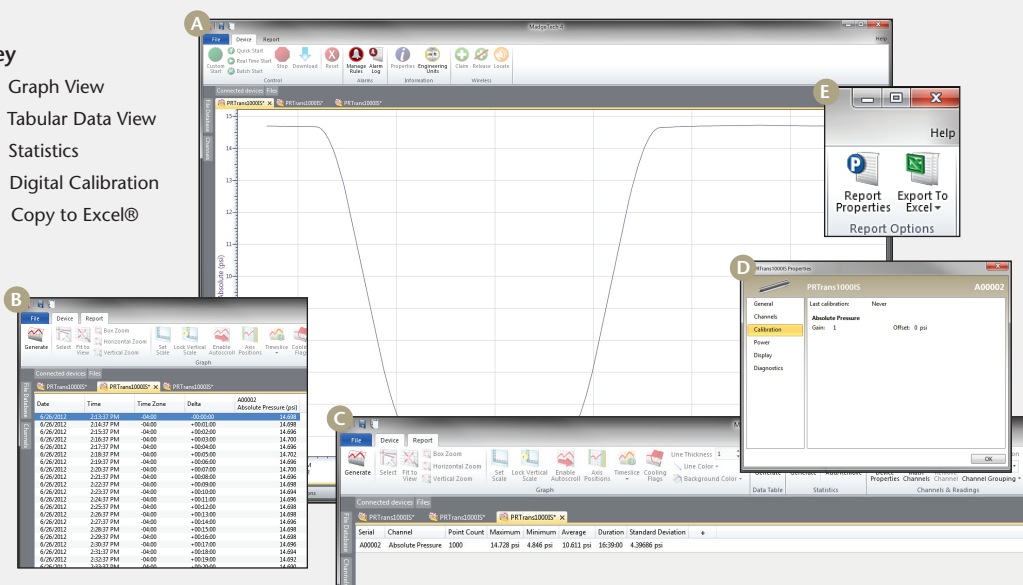 ey
Graph View
Tabular Data View
Statistics
Digital Calibration
Copy to Excel®
A
MadgeTech 4
File Device Report
Help
Custom Start
Quick Start
Real Time Start
Batch Start
Stop Download Reset
Manage Rules Alarm Log
Properties Engineering Units
Claim Release Locate
Control Alarms Information Wireless
Connected devices Files
PRTrans1000IS* PRTrans1000IS* PRTrans1000IS*
File Database
Channels
15
14
13
12
11
10
Absolute (psi)
E
Help
Report Properties
Export To Excel
Report Options
D
PRTrans1000IS Properties
PRTrans1000IS A00002
General
Channels
Calibration
Power
Display
Diagnostics
Last calibration: Never
Absolute Pressure
Gain: 1 Offset: 0 psi
OK
B
File Device Report
Generate Select Fit to View
Box Zoom
Horizontal Zoom
Vertical Zoom
Set Scale Lock Vertical Scale Enable Autoscroll Axis Positions Timeslice Cooling Flags
Graph
Connected devices Files
PRTrans1000IS* PRTrans1000IS* PRTrans1000IS*
File Database
Channels
Date Time Time Zone Delta A00002 Absolute Pressure (psi)
6/26/2012 2:13:37 PM -04:00 -00:00:00 14.698
6/26/2012 2:14:37 PM -04:00 +00:01:00 14.698
6/26/2012 2:15:37 PM -04:00 +00:02:00 14.696
6/26/2012 2:16:37 PM -04:00 +00:03:00 14.700
6/26/2012 2:17:37 PM -04:00 +00:04:00 14.696
6/26/2012 2:18:37 PM -04:00 +00:05:00 14.702
6/26/2012 2:19:37 PM -04:00 +00:06:00 14.696
6/26/2012 2:20:37 PM -04:00 +00:07:00 14.700
6/26/2012 2:21:37 PM -04:00 +00:08:00 14.696
6/26/2012 2:22:37 PM -04:00 +00:09:00 14.698
6/26/2012 2:23:37 PM -04:00 +00:10:00 14.694
6/26/2012 2:24:37 PM -04:00 +00:11:00 14.696
6/26/2012 2:25:37 PM -04:00 +00:12:00 14.698
6/26/2012 2:26:37 PM -04:00 +00:13:00 14.698
6/26/2012 2:27:37 PM -04:00 +00:14:00 14.696
6/26/2012 2:28:37 PM -04:00 +00:15:00 14.698
6/26/2012 2:29:37 PM -04:00 +00:16:00 14.698
6/26/2012 2:30:37 PM -04:00 +00:17:00 14.696
6/26/2012 2:31:37 PM -04:00 +00:18:00 14.694
6/26/2012 2:32:37 PM -04:00 +00:19:00 14.692
6/26/2012 2:33:37 PM -04:00 +00:20:00 14.690
C
File Device Report
Generate Select Fit to View
Box Zoom
Horizontal Zoom
Vertical Zoom
Set Scale Lock Vertical Scale Enable Autoscroll Axis Positions Timeslice Cooling Flags
Line Thickness 1
Line Color
Background Color
Properties Channel Channel Channel Grouping
Graph Data Table Statistics Channels & Readings
Connected devices Files
PRTrans1000IS* PRTrans1000IS* PRTrans1000IS*
File Database
Channels
Serial Channel Point Count Maximum Minimum Average Duration Standard Deviation +
A00002 Absolute Pressure 1000 14.728 psi 4.846 psi 10.611 psi 16:39:00 4.39686 psi